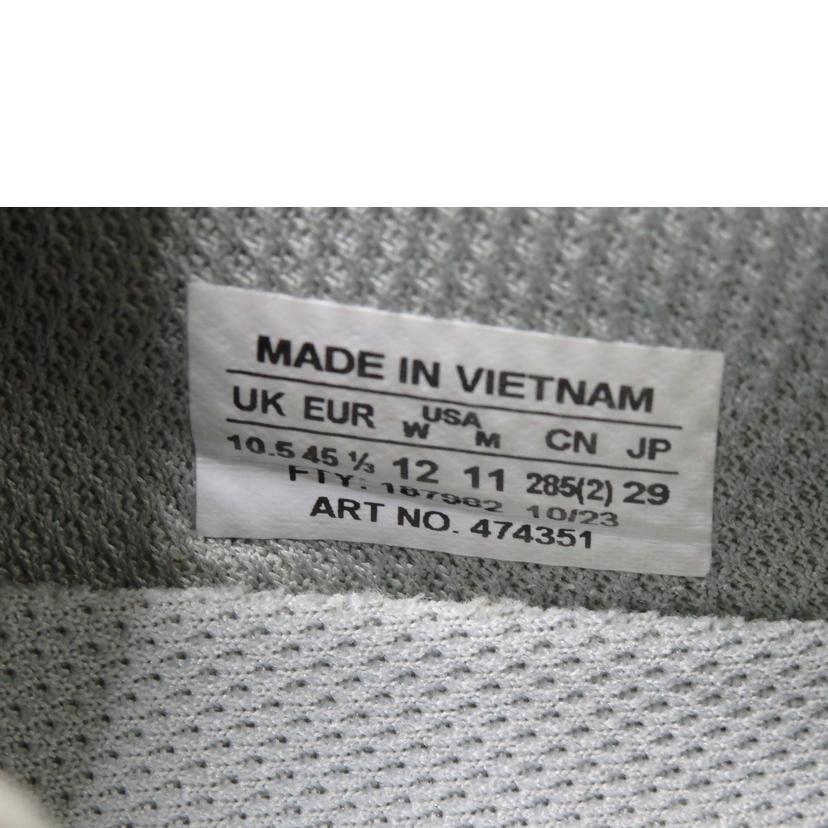 MADE IN VIETNAM
UK EUR USA CN JP
W M
10.5 45 ⅓ 12 11 285(2) 29
FTY: 187982 10/23
ART NO. 474351